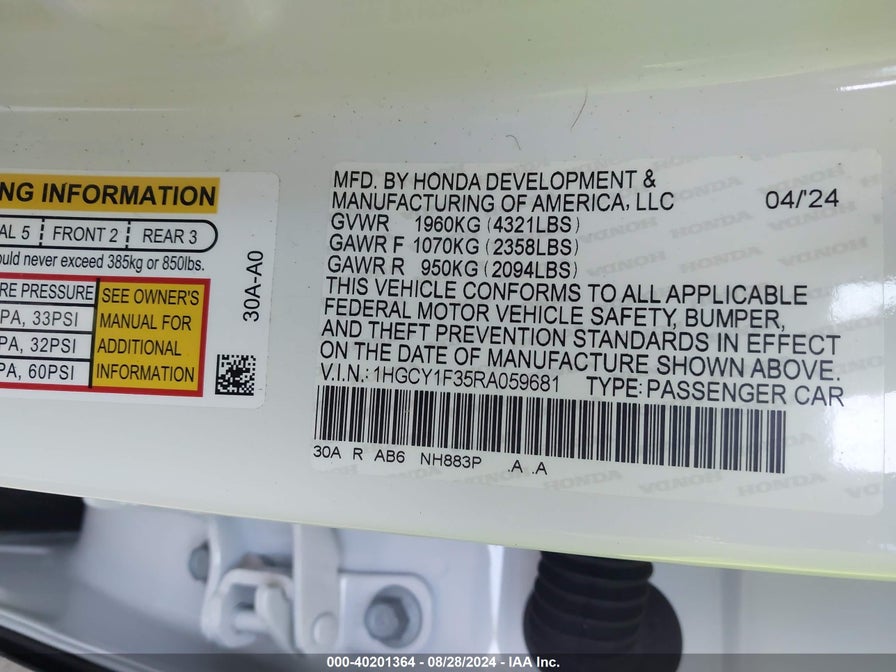 NG INFORMATION
AL 5 FRONT 2 REAR 3
ould never exceed 385kg or 850lbs.
RE PRESSURE
PA, 33PSI
PA, 32PSI
PA, 60PSI
SEE OWNER'S
MANUAL FOR
ADDITIONAL
INFORMATION
30A-A0
MFD. BY HONDA DEVELOPMENT &
MANUFACTURING OF AMERICA, LLC 04/'24
GVWR 1960KG (4321LBS)
GAWR F 1070KG (2358LBS)
GAWR R 950KG (2094LBS)
THIS VEHICLE CONFORMS TO ALL APPLICABLE
FEDERAL MOTOR VEHICLE SAFETY, BUMPER,
AND THEFT PREVENTION STANDARDS IN EFFECT
ON THE DATE OF MANUFACTURE SHOWN ABOVE.
V.I.N.: 1HGCY1F35RA059681 TYPE: PASSENGER CAR
30A R AB6 NH883P .A .A
HONDA HONDA HONDA
000-40201364 - 08/28/2024 - IAA Inc.